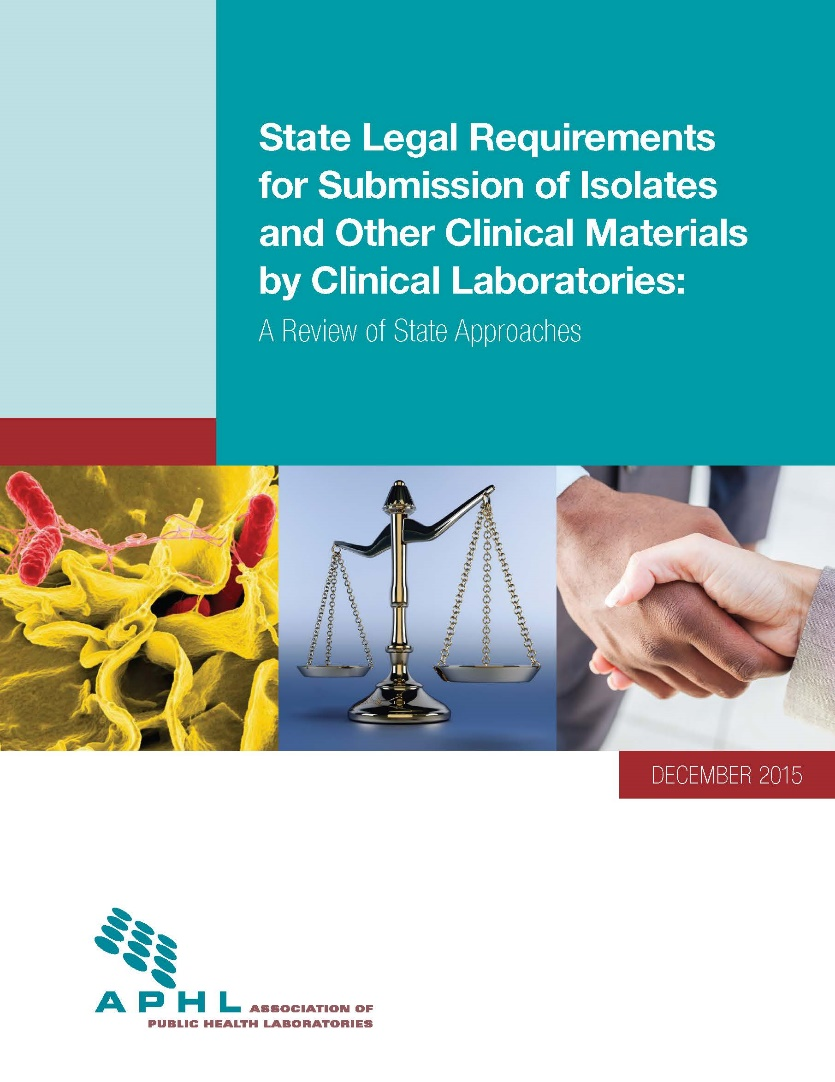 State Legal Requirements
for Submission of Isolates
and Other Clinical Materials
by Clinical Laboratories:
A Review of State Approaches
DECEMBER 2015
APHL ASSOCIATION OF
PUBLIC HEALTH LABORATORIES